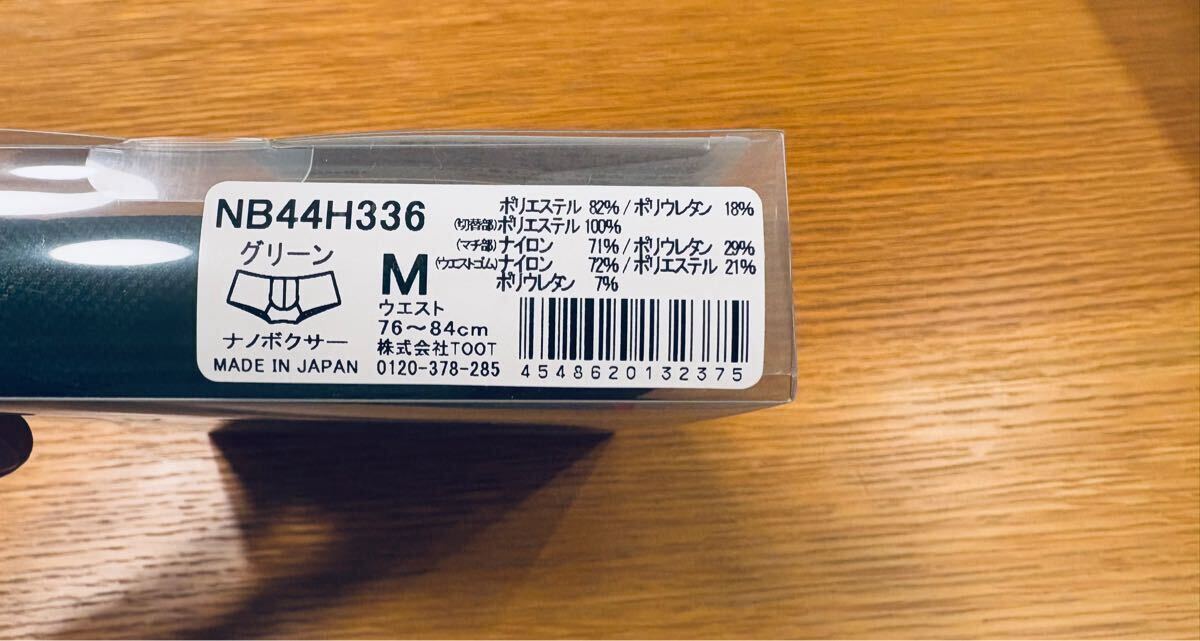 NB44H336
グリーン
ナノボクサー
MADE IN JAPAN
M
ウエスト
76～84cm
株式会社TOOT
0120-378-285
ポリエステル 82% / ポリウレタン 18%
(切替部)ポリエステル 100%
(マチ部)ナイロン 71% / ポリウレタン 29%
(ウエストゴム)ナイロン 72% / ポリエステル 21%
ポリウレタン 7%
4548620132375